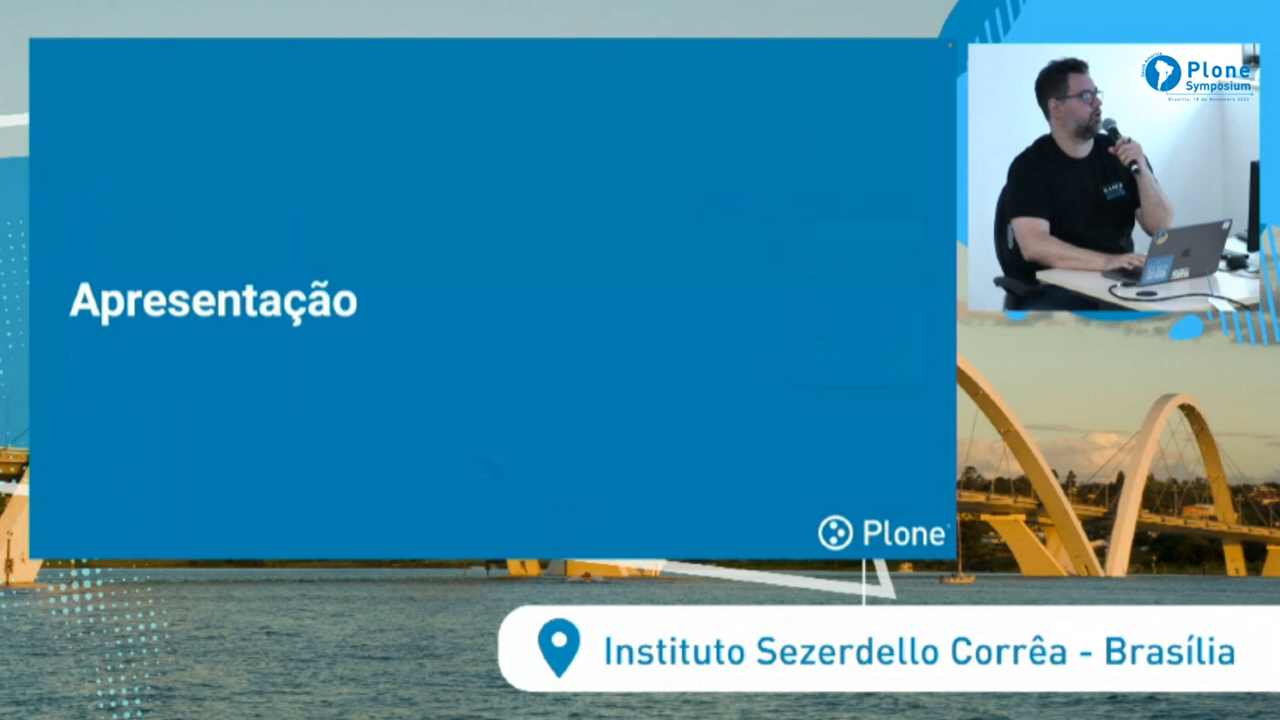 Apresentação
Plone
Plone
Symposium
Instituto Sezerdello Corrêa - Brasília